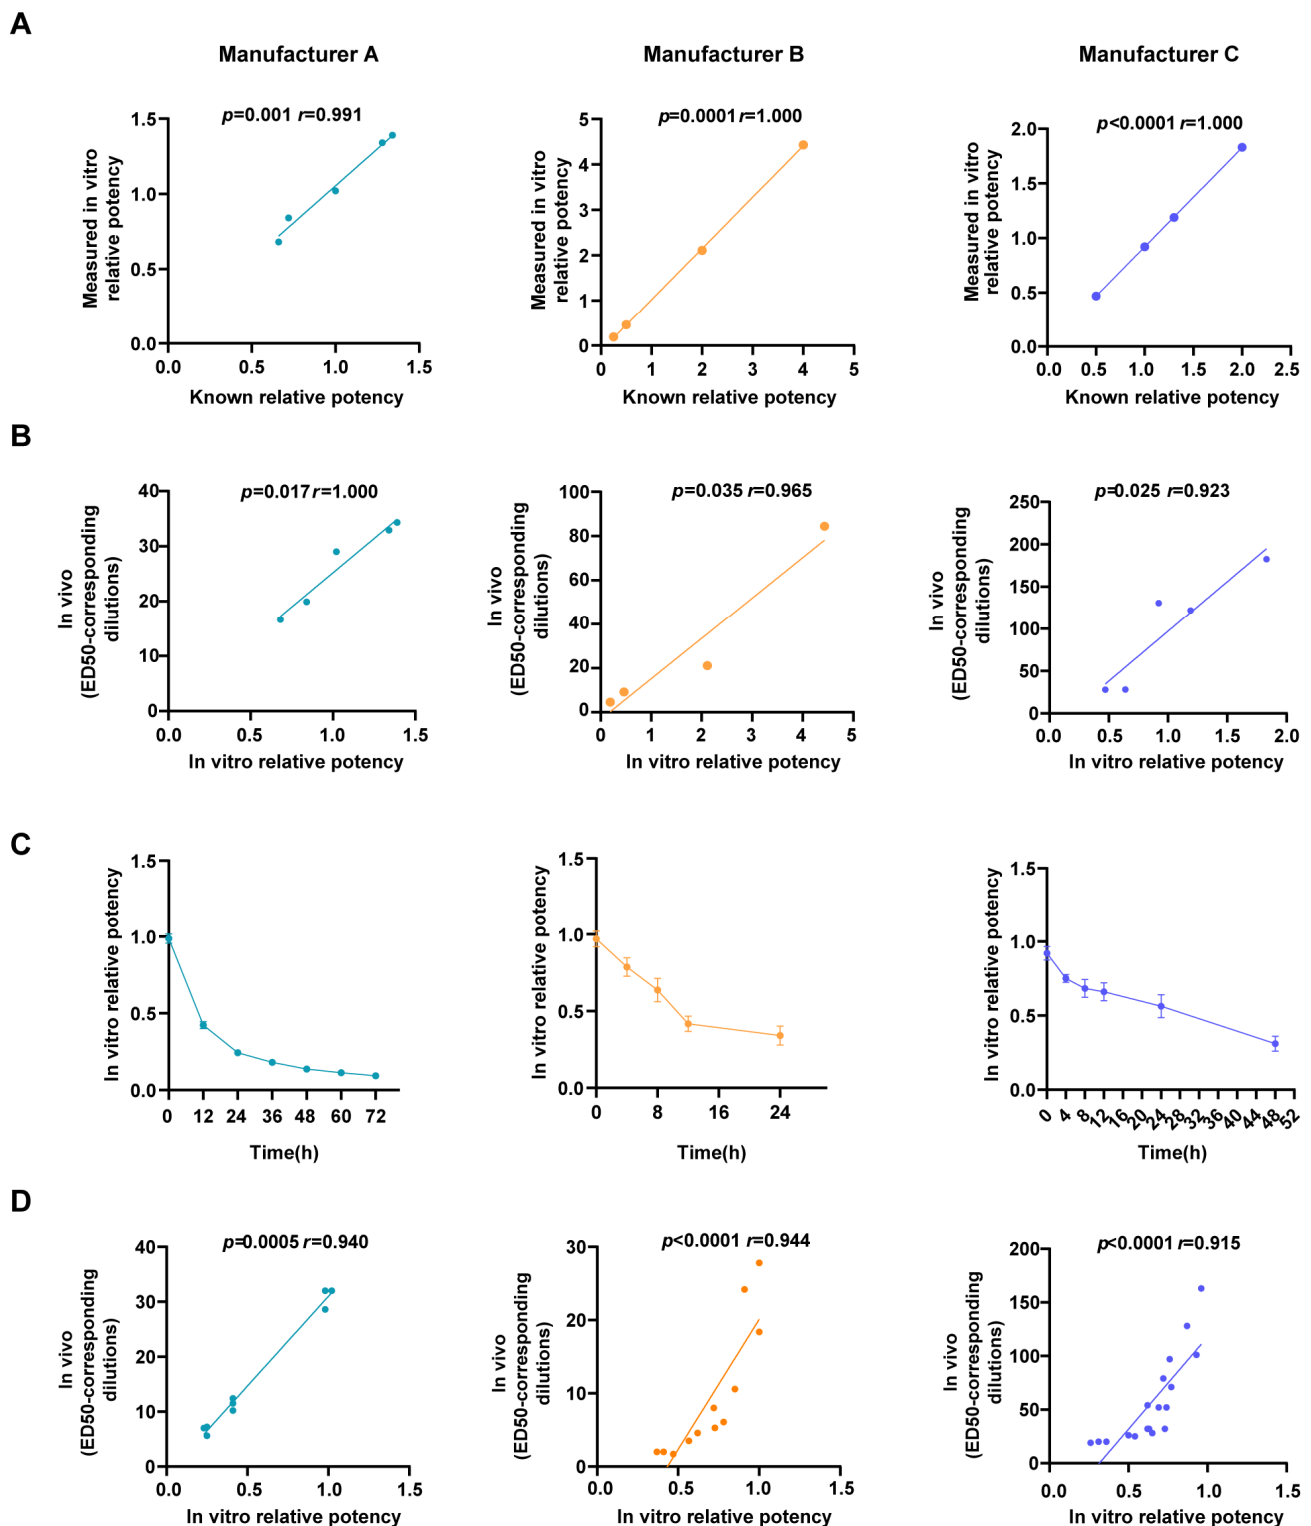 A
Manufacturer A
Manufacturer B
Manufacturer C
p=0.001 r=0.991
Measured in vitro
relative potency
1.5
1.0
0.5
0.0
0.0 0.5 1.0 1.5
Known relative potency
p=0.0001 r=1.000
Measured in vitro
relative potency
5
4
3
2
1
0
0 1 2 3 4 5
Known relative potency
p<0.0001 r=1.000
Measured in vitro
relative potency
2.0
1.5
1.0
0.5
0.0
0.0 0.5 1.0 1.5 2.0 2.5
Known relative potency
B
p=0.017 r=1.000
In vivo
(ED50-corresponding
dilutions)
40
30
20
10
0
0.0 0.5 1.0 1.5
In vitro relative potency
p=0.035 r=0.965
In vivo
(ED50-corresponding
dilutions)
100
80
60
40
20
0
0 1 2 3 4 5
In vitro relative potency
p=0.025 r=0.923
In vivo
(ED50-corresponding
dilutions)
250
200
150
100
50
0
0.0 0.5 1.0 1.5 2.0
In vitro relative potency
C
In vitro relative potency
1.5
1.0
0.5
0.0
0 12 24 36 48 60 72
Time(h)
In vitro relative potency
1.5
1.0
0.5
0.0
0 8 16 24
Time(h)
In vitro relative potency
1.5
1.0
0.5
0.0
0 4 8 12 16 20 24 28 32 36 40 44 48 52
Time(h)
D
p=0.0005 r=0.940
In vivo
(ED50-corresponding
dilutions)
40
30
20
10
0
0.0 0.5 1.0 1.5
In vitro relative potency
p<0.0001 r=0.944
In vivo
(ED50-corresponding
dilutions)
30
20
10
0
0.0 0.5 1.0 1.5
In vitro relative potency
p<0.0001 r=0.915
In vivo
(ED50-corresponding
dilutions)
200
150
100
50
0
0.0 0.5 1.0 1.5
In vitro relative potency